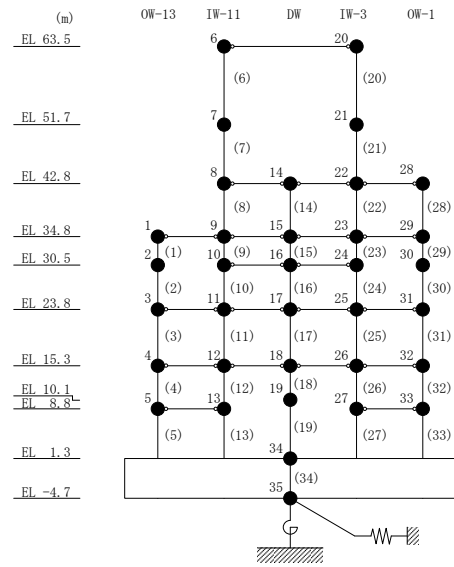 (m) OW-13 IW-11 DW IW-3 OW-1
EL 63.5 6 20
(6) (20)
EL 51.7 7 21
(7) (21)
EL 42.8 8 14 22 28
(8) (14) (22) (28)
EL 34.8 1 9 15 23 29
(1) (9) (15) (23) (29)
EL 30.5 2 10 16 24 30
(2) (10) (16) (24) (30)
EL 23.8 3 11 17 25 31
(3) (11) (17) (25) (31)
EL 15.3 4 12 18 26 32
(4) (12) (18) (26) (32)
EL 10.1 19
EL 8.8 5 13 27 33
(5) (13) (19) (27) (33)
EL 1.3 34
(34)
EL -4.7 35